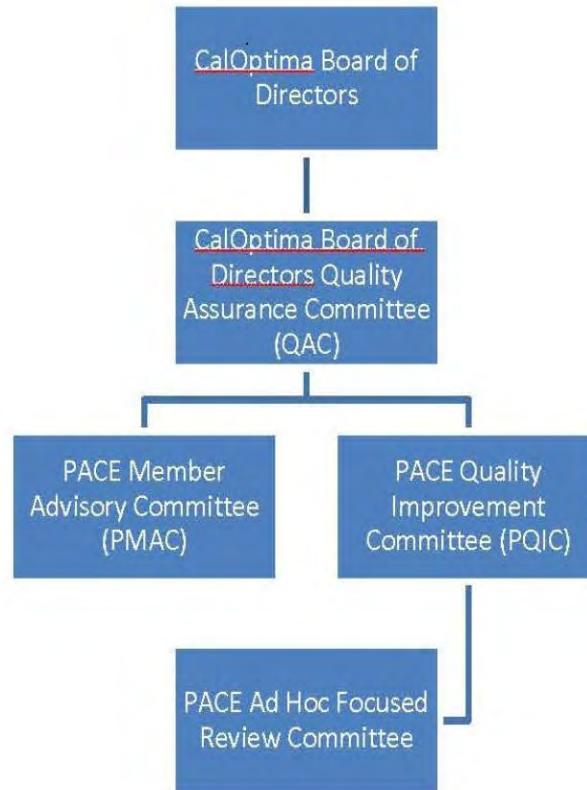 CalOptima Board of
Directors
CalOptima Board of
Directors Quality
Assurance Committee
(QAC)
PACE Member
Advisory Committee
(PMAC)
PACE Quality
Improvement
Committee (PQIC)
PACE Ad Hoc Focused
Review Committee